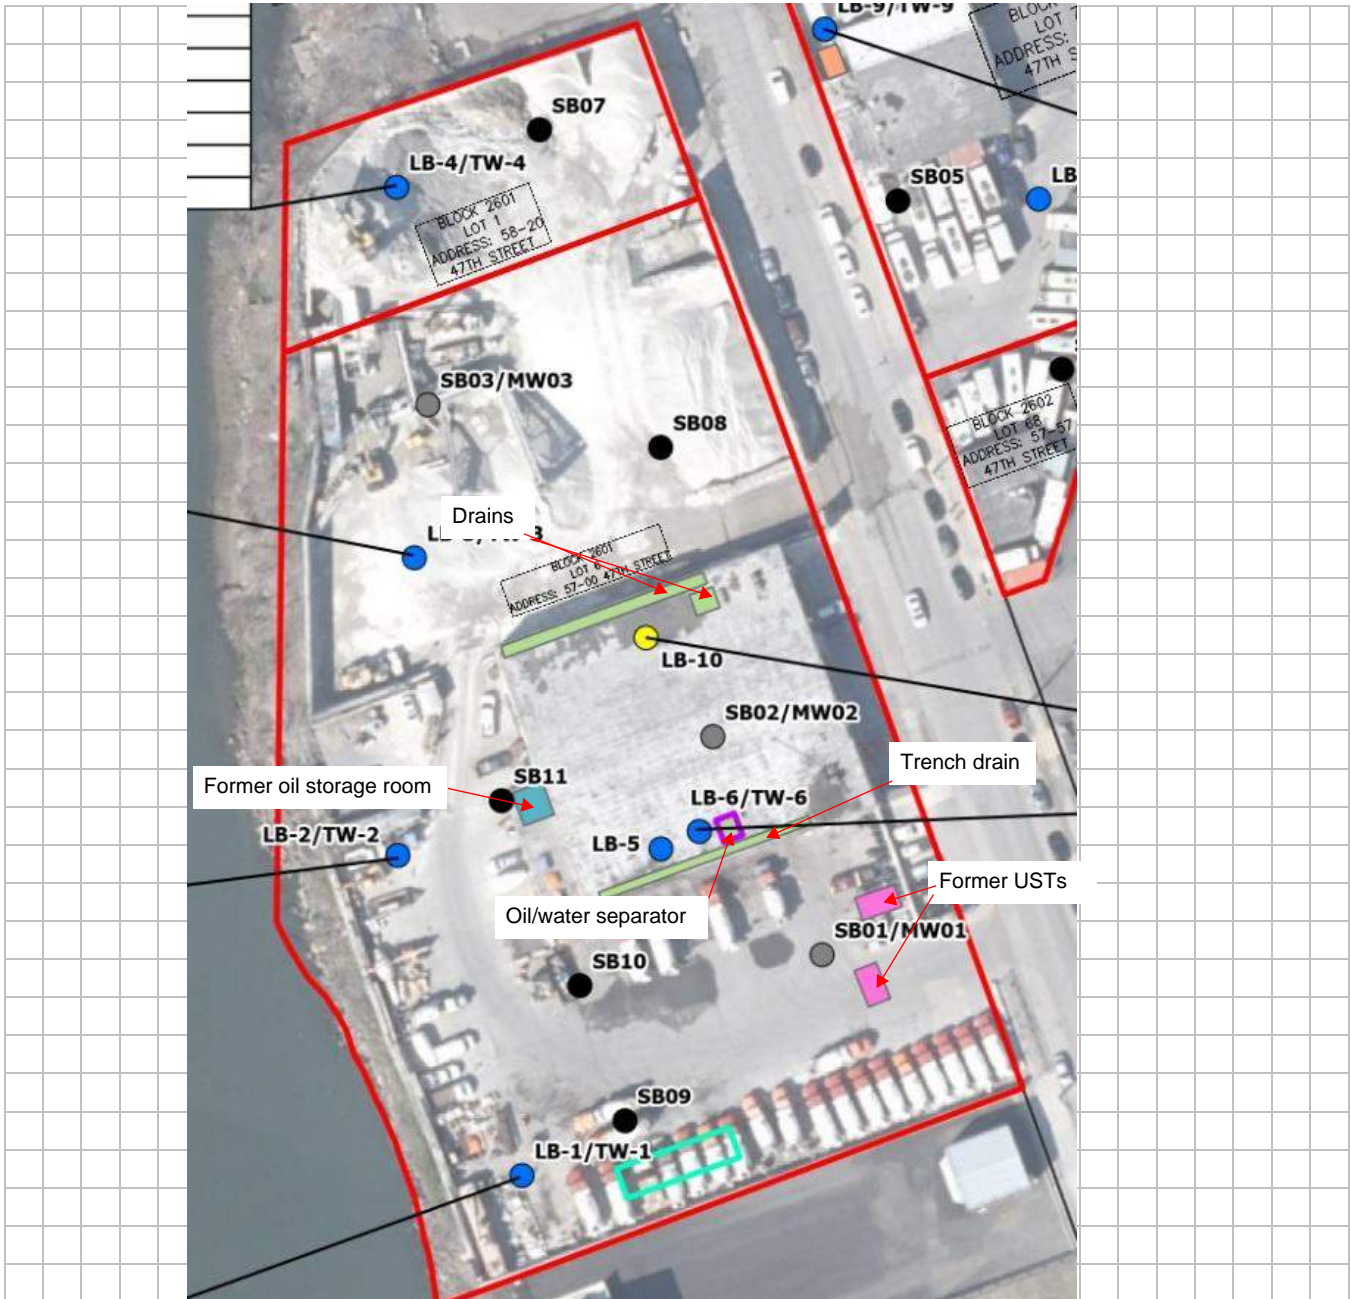 LB-9/TW-9
BLOCK
LOT
ADDRESS:
47TH S
SB07
LB-4/TW-4
SB05
LB
BLOCK 2601
LOT 1
ADDRESS: 58-20
47TH STREET
SB03/MW03
SB08
BLOCK 2602
LOT 68
ADDRESS: 57-57
47TH STREET
Drains
BLOCK 2601
LOT 6
ADDRESS: 57-00 47TH STREET
LB-10
SB02/MW02
Trench drain
Former oil storage room
SB11
LB-6/TW-6
LB-2/TW-2
LB-5
Former USTs
Oil/water separator
SB01/MW01
SB10
SB09
LB-1/TW-1